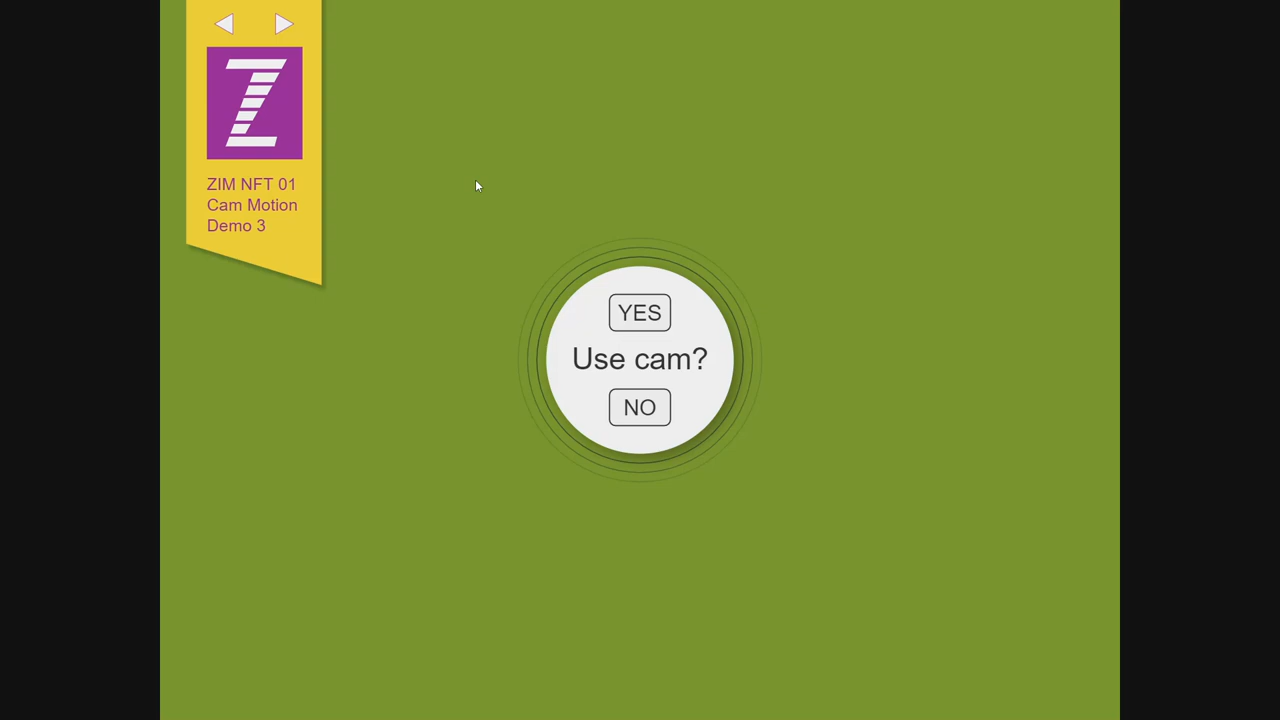 Z
ZIM NFT 01
Cam Motion
Demo 3
YES
Use cam?
NO